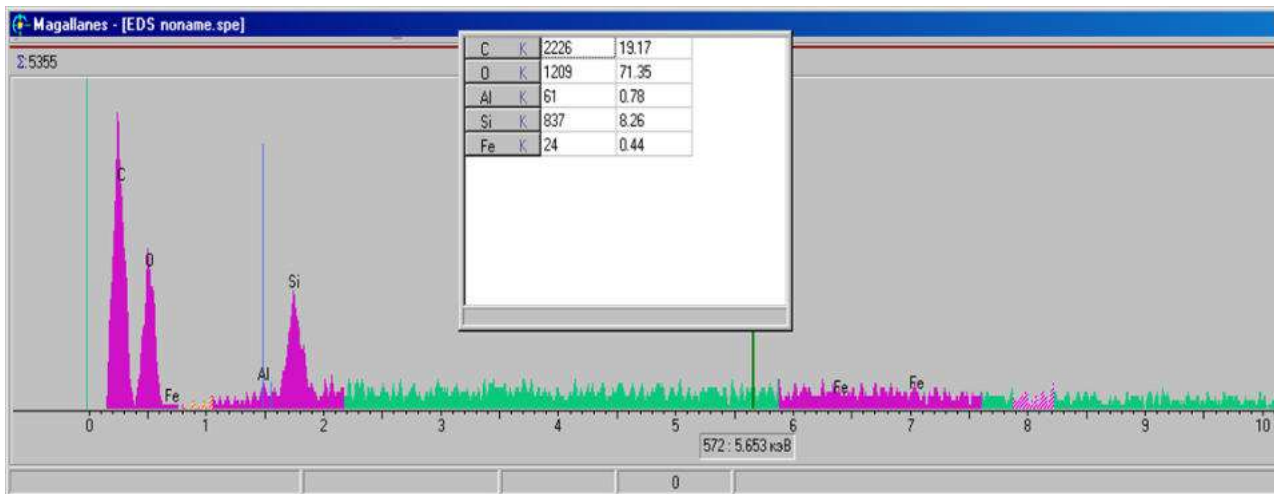 Magallanes - [EDS noname.spe]
Σ:5355
C K 2226 19.17
O K 1209 71.35
Al K 61 0.78
Si K 837 8.26
Fe K 24 0.44
C
O
Si
Fe
Al
Fe
Fe
0 1 2 3 4 5 6 7 8 9 10
572 : 5.653 кэВ
0